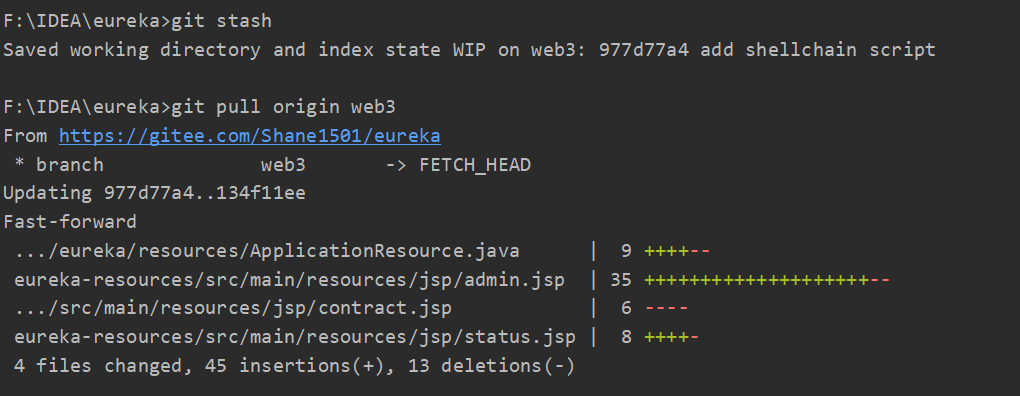 F:\IDEA\eureka>git stash
Saved working directory and index state WIP on web3: 977d77a4 add shellchain script
F:\IDEA\eureka>git pull origin web3
From https://gitee.com/Shane1501/eureka
 * branch            web3       -> FETCH_HEAD
Updating 977d77a4..134f11ee
Fast-forward
 .../eureka/resources/ApplicationResource.java      |  9 ++++--
 eureka-resources/src/main/resources/jsp/admin.jsp  | 35 ++++++++++++++++++++--
 .../src/main/resources/jsp/contract.jsp            |  6 ----
 eureka-resources/src/main/resources/jsp/status.jsp |  8 ++++-
 4 files changed, 45 insertions(+), 13 deletions(-)